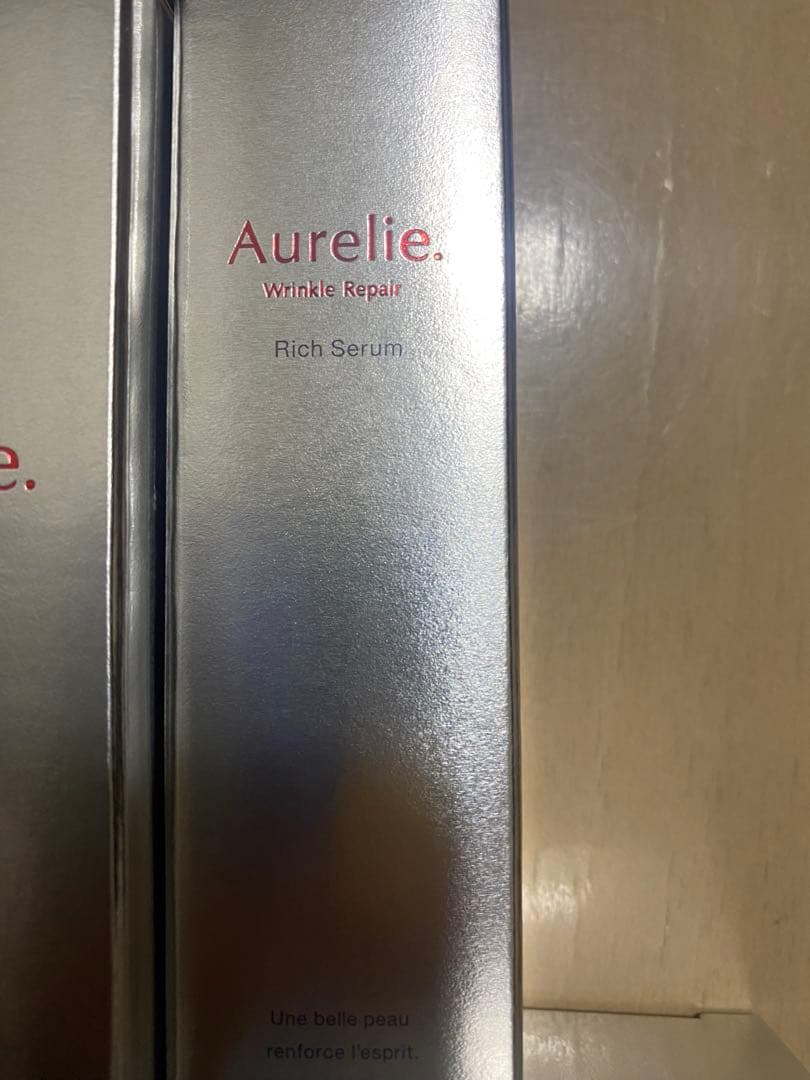 Aurelie.
Wrinkle Repair
Rich Serum
e.
Une belle peau
renforce l'esprit.